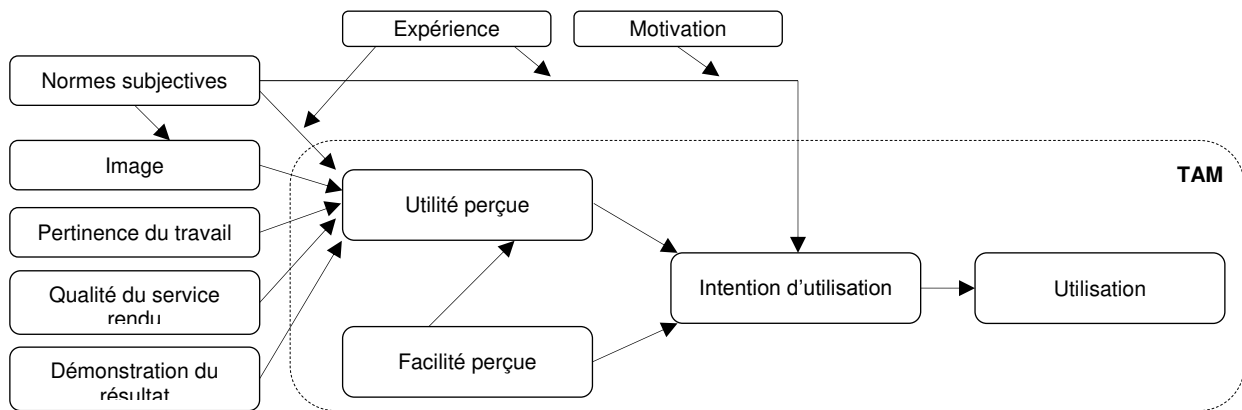 Expérience
Motivation
Normes subjectives
Image
TAM
Utilité perçue
Pertinence du travail
Qualité du service
rendu
Intention d’utilisation
Utilisation
Facilité perçue
Démonstration du
résultat